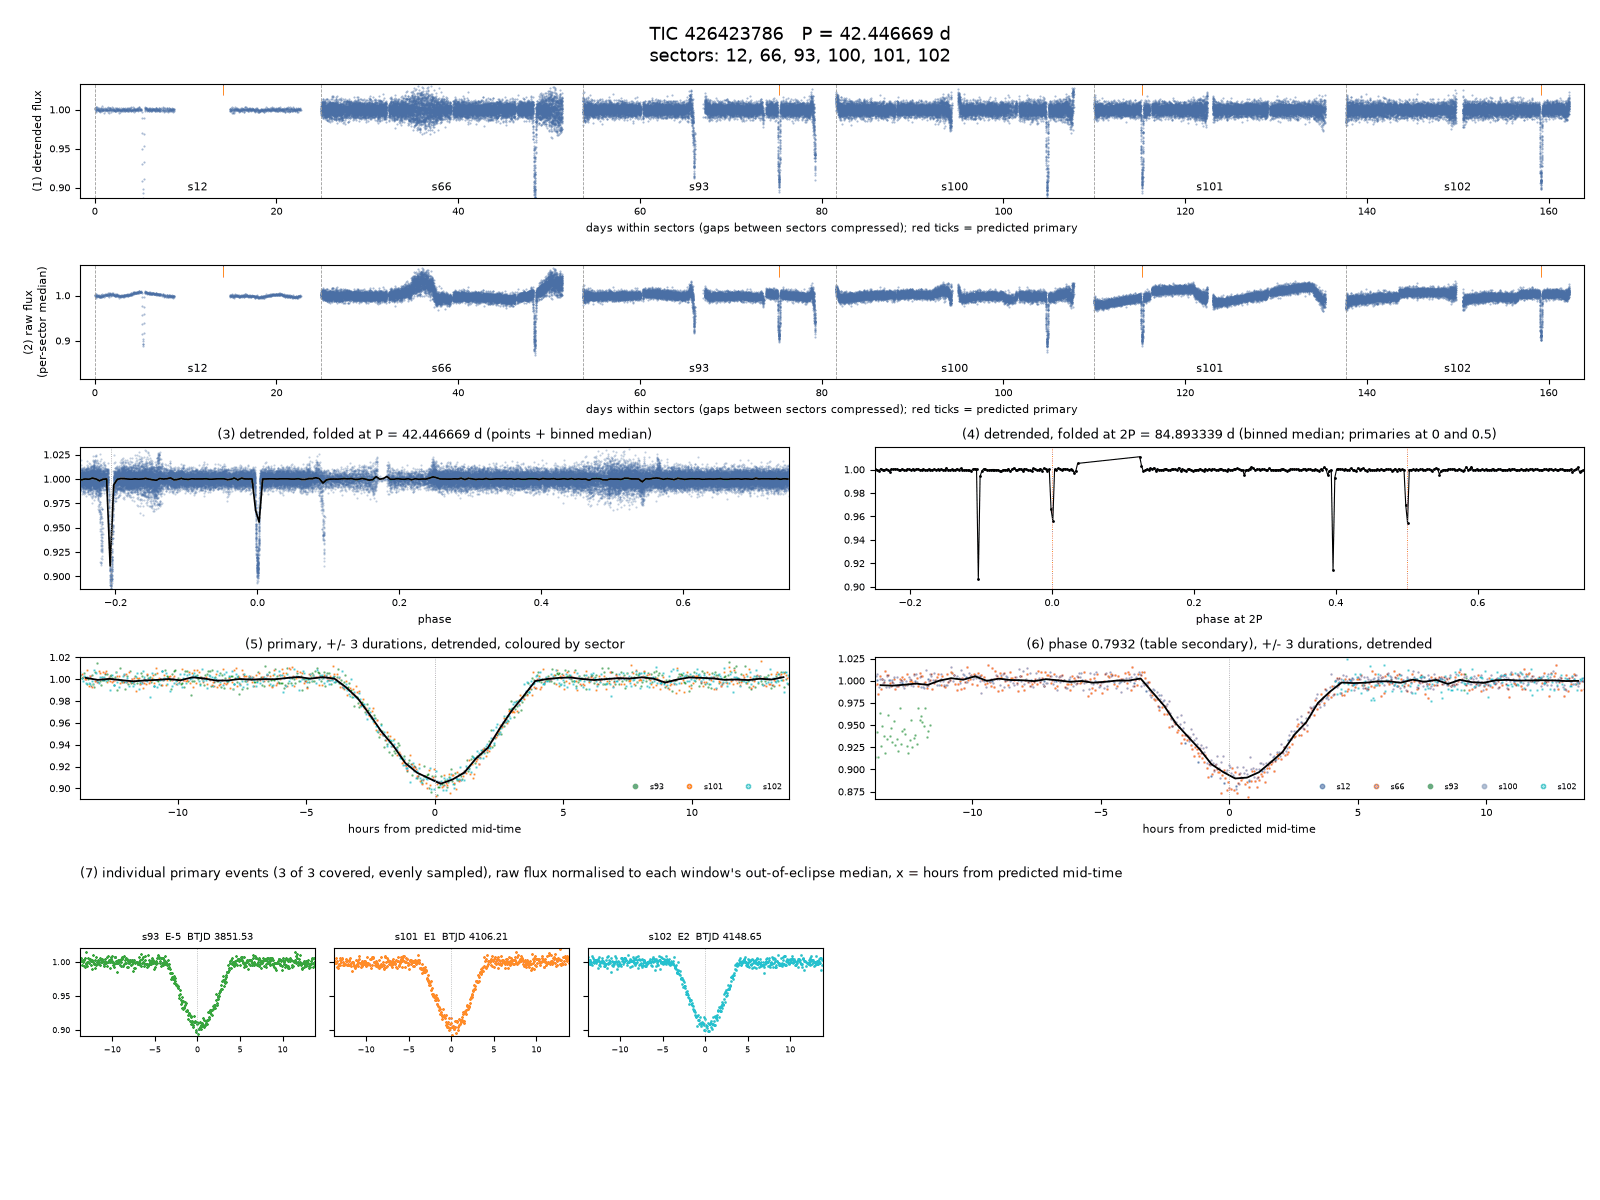 TIC 426423786   P = 42.446669 d
sectors: 12, 66, 93, 100, 101, 102
(1) detrended flux
1.00
0.95
0.90
s12
s66
s93
s100
s101
s102
0
20
40
60
80
100
120
140
160
days within sectors (gaps between sectors compressed); red ticks = predicted primary
(2) raw flux
(per-sector median)
1.0
0.9
s12
s66
s93
s100
s101
s102
0
20
40
60
80
100
120
140
160
days within sectors (gaps between sectors compressed); red ticks = predicted primary
(3) detrended, folded at P = 42.446669 d (points + binned median)
1.025
1.000
0.975
0.950
0.925
0.900
−0.2
0.0
0.2
0.4
0.6
phase
(4) detrended, folded at 2P = 84.893339 d (binned median; primaries at 0 and 0.5)
1.00
0.98
0.96
0.94
0.92
0.90
−0.2
0.0
0.2
0.4
0.6
phase at 2P
(5) primary, +/- 3 durations, detrended, coloured by sector
1.02
1.00
0.98
0.96
0.94
0.92
0.90
s93
s101
s102
−10
−5
0
5
10
hours from predicted mid-time
(6) phase 0.7932 (table secondary), +/- 3 durations, detrended
1.025
1.000
0.975
0.950
0.925
0.900
0.875
s12
s66
s93
s100
s102
−10
−5
0
5
10
hours from predicted mid-time
(7) individual primary events (3 of 3 covered, evenly sampled), raw flux normalised to each window's out-of-eclipse median, x = hours from predicted mid-time
s93  E-5  BTJD 3851.53
1.00
0.95
0.90
−10
−5
0
5
10
s101  E1  BTJD 4106.21
−10
−5
0
5
10
s102  E2  BTJD 4148.65
−10
−5
0
5
10